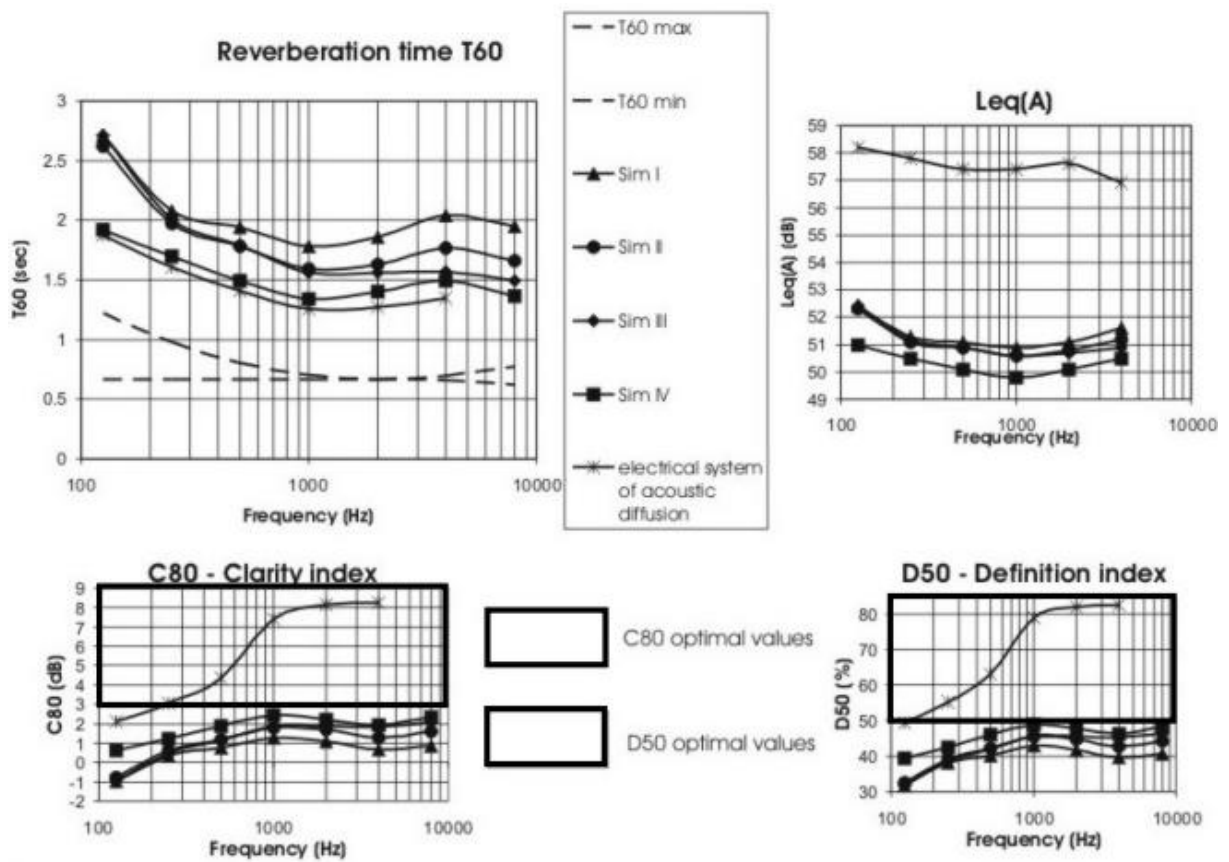 Reverberation time T60
3
2.5
2
1.5
1
0.5
0
T60 (sec)
100
1000
10000
Frequency (Hz)
T60 max
T60 min
Sim I
Sim II
Sim III
Sim IV
electrical system
of acoustic
diffusion
Leq(A)
59
58
57
56
55
54
53
52
51
50
49
Leq(A) (dB)
100
1000
10000
Frequency (Hz)
C80 - Clarity index
9
8
7
6
5
4
3
2
1
0
-1
-2
C80 (dB)
100
1000
10000
Frequency (Hz)
C80 optimal values
D50 optimal values
D50 - Definition index
80
70
60
50
40
30
D50 (%)
100
1000
10000
Frequency (Hz)